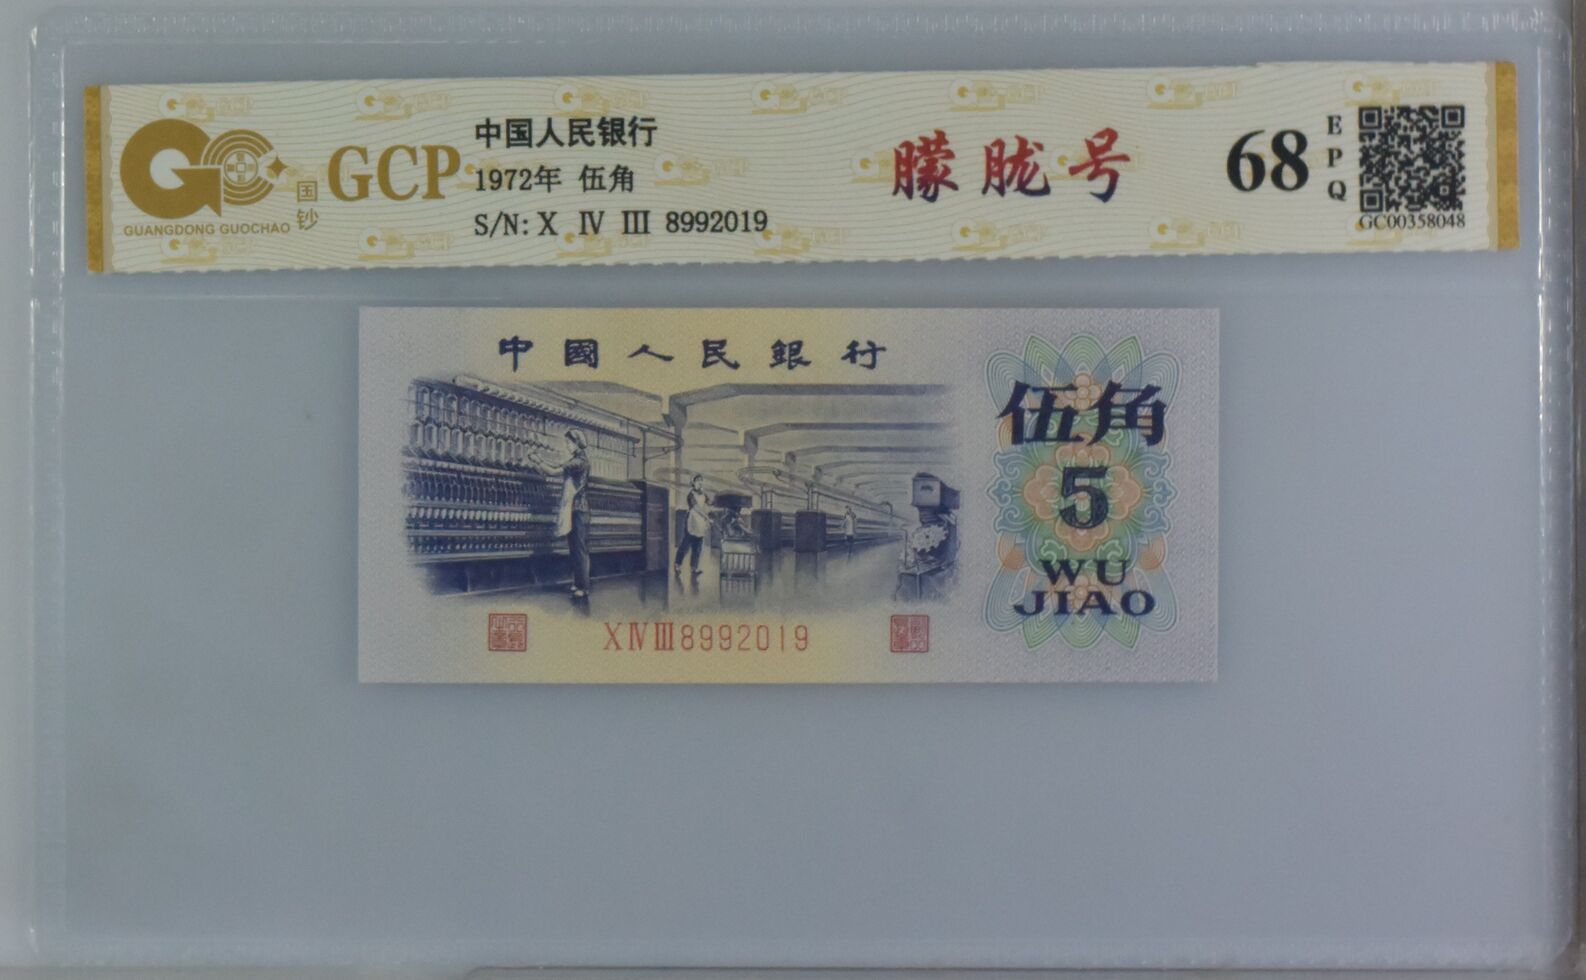 GCP
GUANGDONG GUOCHAO
国钞
中国人民银行
1972年 伍角
S/N: X Ⅳ Ⅲ 8992019
朦胧号
68
EPQ
GC00358048
中國人民銀行
伍角
5
WU
JIAO
XⅣⅢ8992019